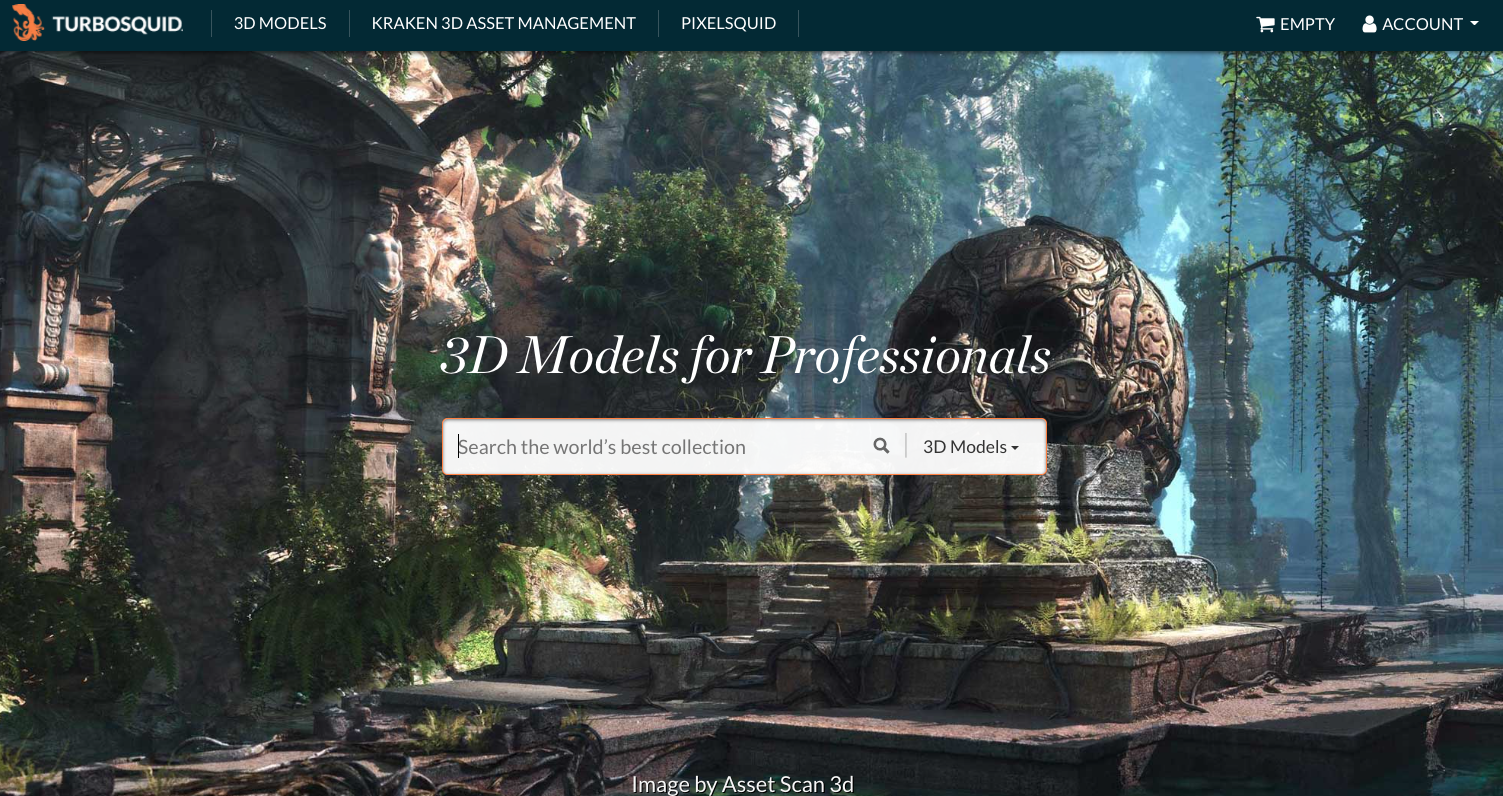 TURBOSQUID.
3D MODELS
KRAKEN 3D ASSET MANAGEMENT
PIXELSQUID
EMPTY
ACCOUNT
3D Models for Professionals
Search the world’s best collection
3D Models
Image by Asset Scan 3d